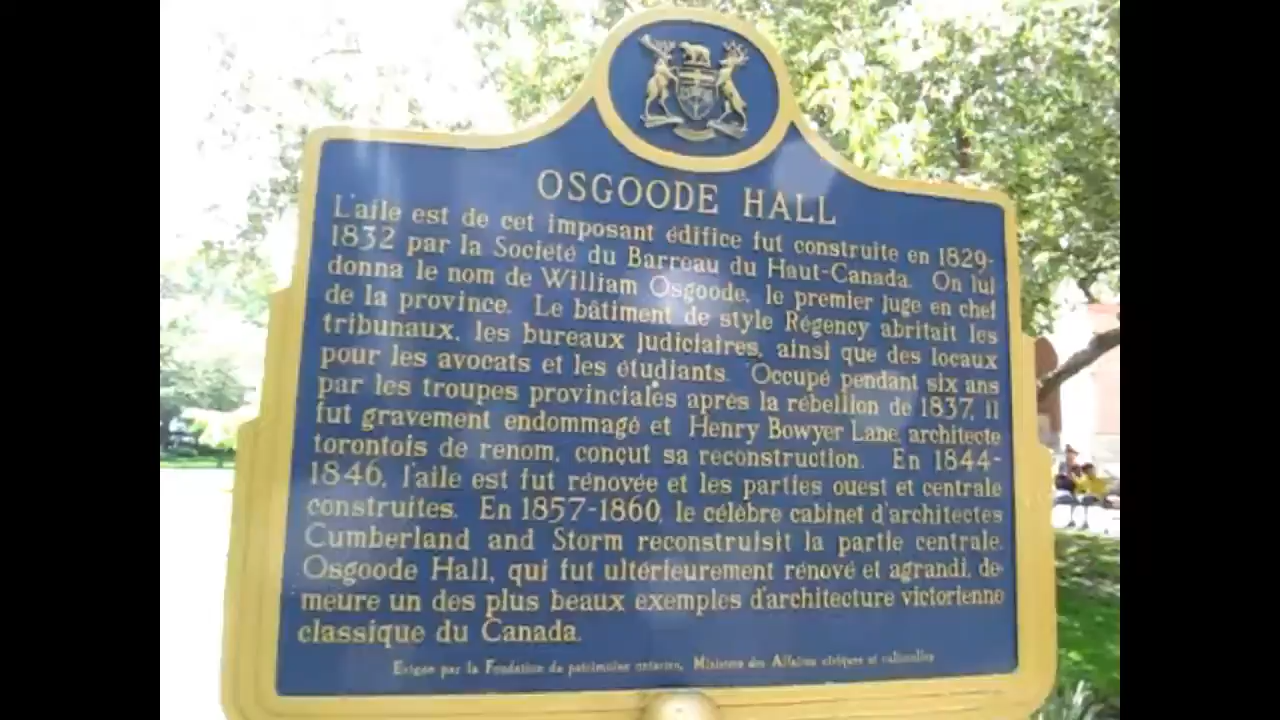 OSGOODE HALL
L'aile est de cet imposant édifice fut construite en 1829-
1832 par la Société du Barreau du Haut-Canada. On lui
donna le nom de William Osgoode, le premier juge en chef
de la province. Le bâtiment de style Régency abritait les
tribunaux, les bureaux judiciaires, ainsi que des locaux
pour les avocats et les étudiants. Occupé pendant six ans
par les troupes provinciales après la rébellion de 1837, il
fut gravement endommagé et Henry Bowyer Lane, architecte
torontois de renom, conçut sa reconstruction. En 1844-
1846, l'aile est fut rénovée et les parties ouest et centrale
construites. En 1857-1860, le célèbre cabinet d'architectes
Cumberland and Storm reconstruisit la partie centrale.
Osgoode Hall, qui fut ultérieurement rénové et agrandi, de-
meure un des plus beaux exemples d'architecture victorienne
classique du Canada.
Erigée par la Fondation du patrimoine ontarien, Ministère des Affaires civiques et culturelles